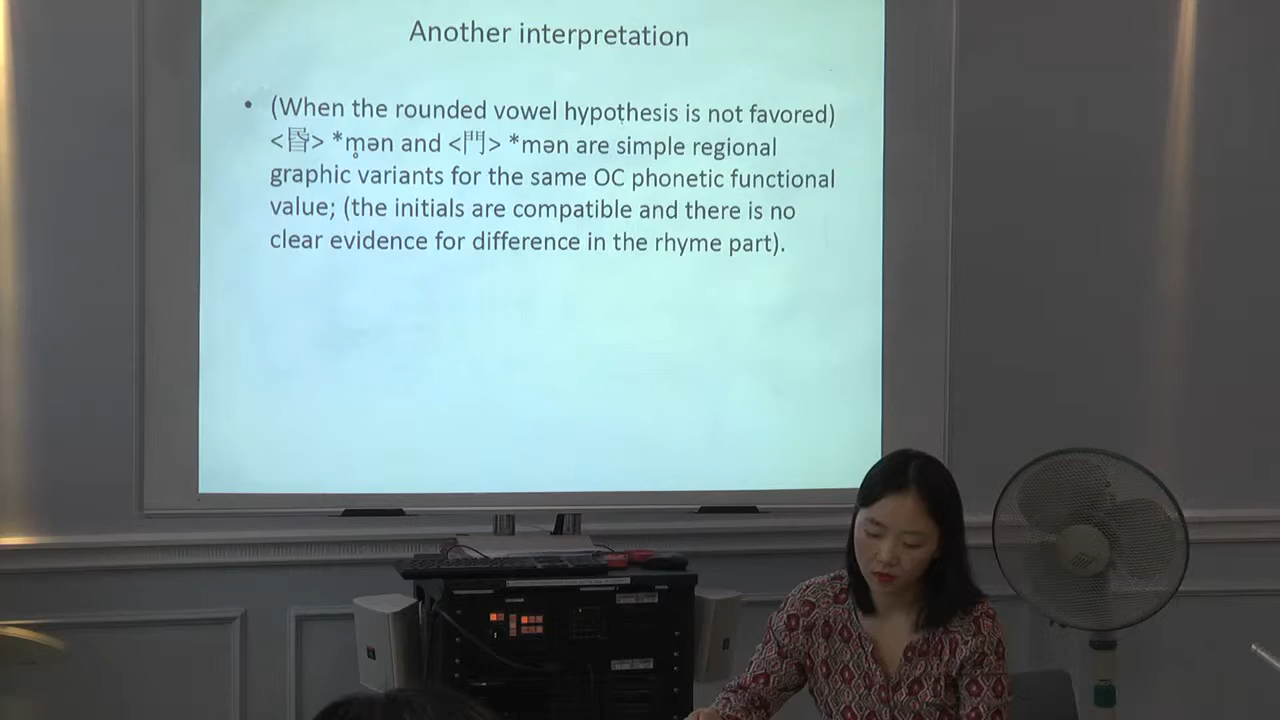 Another interpretation
• (When the rounded vowel hypothesis is not favored)
<昬> *m̥ən and <門> *mən are simple regional
graphic variants for the same OC phonetic functional
value; (the initials are compatible and there is no
clear evidence for difference in the rhyme part).